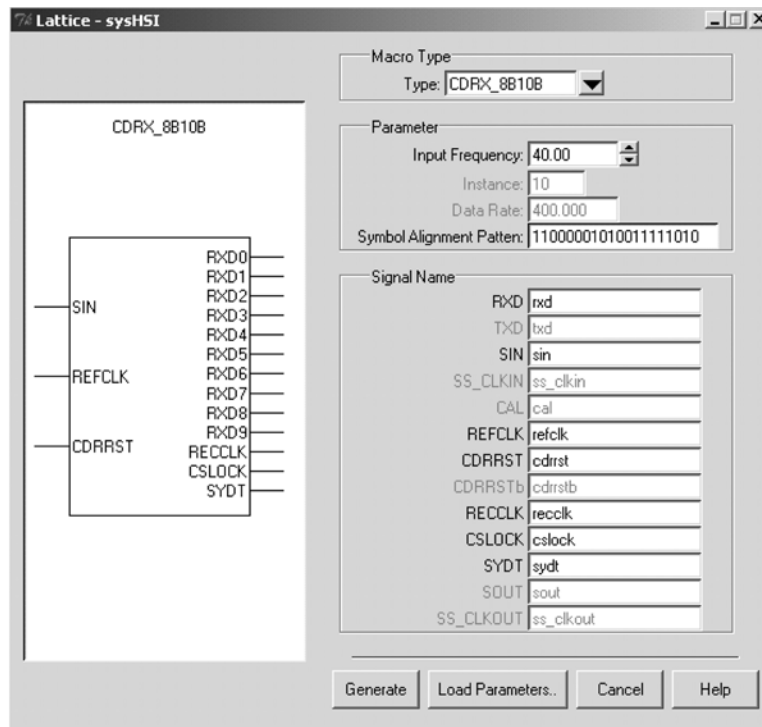 Lattice - sysHSI
CDRX_8B10B
SIN
REFCLK
CDRRST
RXD0
RXD1
RXD2
RXD3
RXD4
RXD5
RXD6
RXD7
RXD8
RXD9
RECCLK
CSLOCK
SYDT
Macro Type
Type: CDRX_8B10B
Parameter
Input Frequency: 40.00
Instance: 10
Data Rate: 400.000
Symbol Alignment Patten: 11000001010011111010
Signal Name
RXD rxd
TXD txd
SIN sin
SS_CLKIN ss_clkin
CAL cal
REFCLK refclk
CDRRST cdrrst
CDRRSTb cdrrstb
RECCLK recclk
CSLOCK cslock
SYDT sydt
SOUT sout
SS_CLKOUT ss_clkout
Generate Load Parameters.. Cancel Help